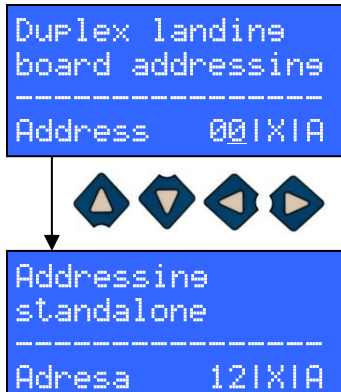 Duplex landing
board addressing
----------------
Address 00|X|A
Addressing
standalone
----------------
Adresa 12|X|A